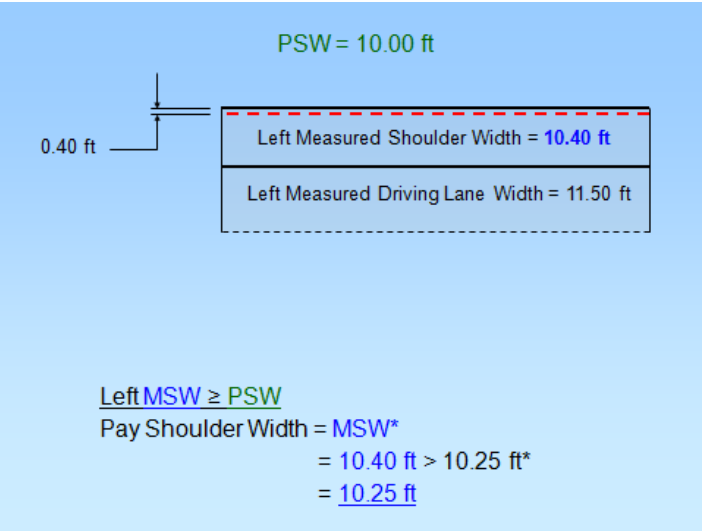 PSW = 10.00 ft
0.40 ft
Left Measured Shoulder Width = 10.40 ft
Left Measured Driving Lane Width = 11.50 ft
Left MSW ≥ PSW
Pay Shoulder Width = MSW*
= 10.40 ft > 10.25 ft*
= 10.25 ft